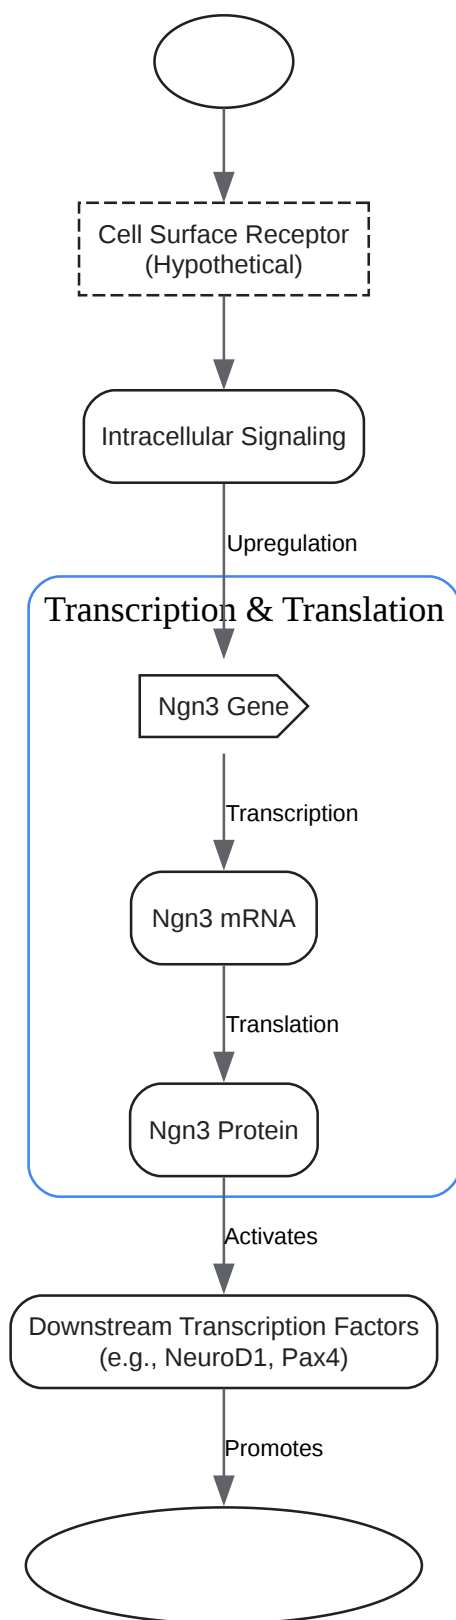 Cell Surface Receptor
(Hypothetical)
Intracellular Signaling
Upregulation
Transcription & Translation
Ngn3 Gene
Transcription
Ngn3 mRNA
Translation
Ngn3 Protein
Activates
Downstream Transcription Factors
(e.g., NeuroD1, Pax4)
Promotes